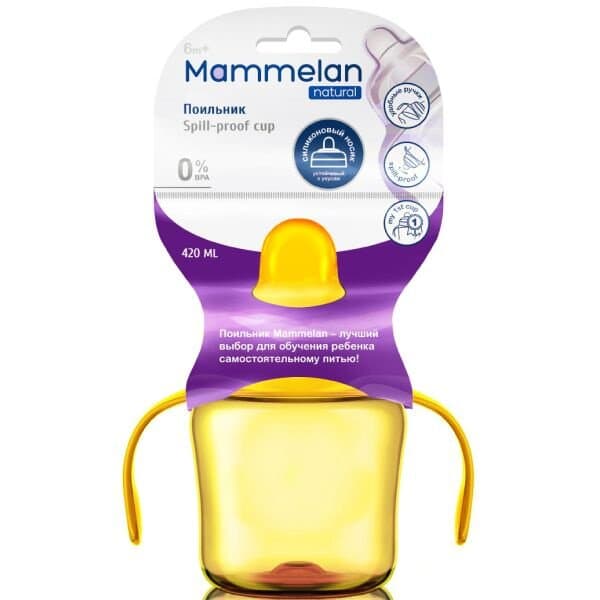 6m+
Mammelan
natural
Поильник
Spill-proof cup
0%
BPA
СИЛИКОНОВЫЙ НОСИК
устойчивый
к укусам
удобные ручки
spill-proof
my 1st cup
1
420 ML
Поильник Mammelan – лучший
выбор для обучения ребенка
самостоятельному питью!